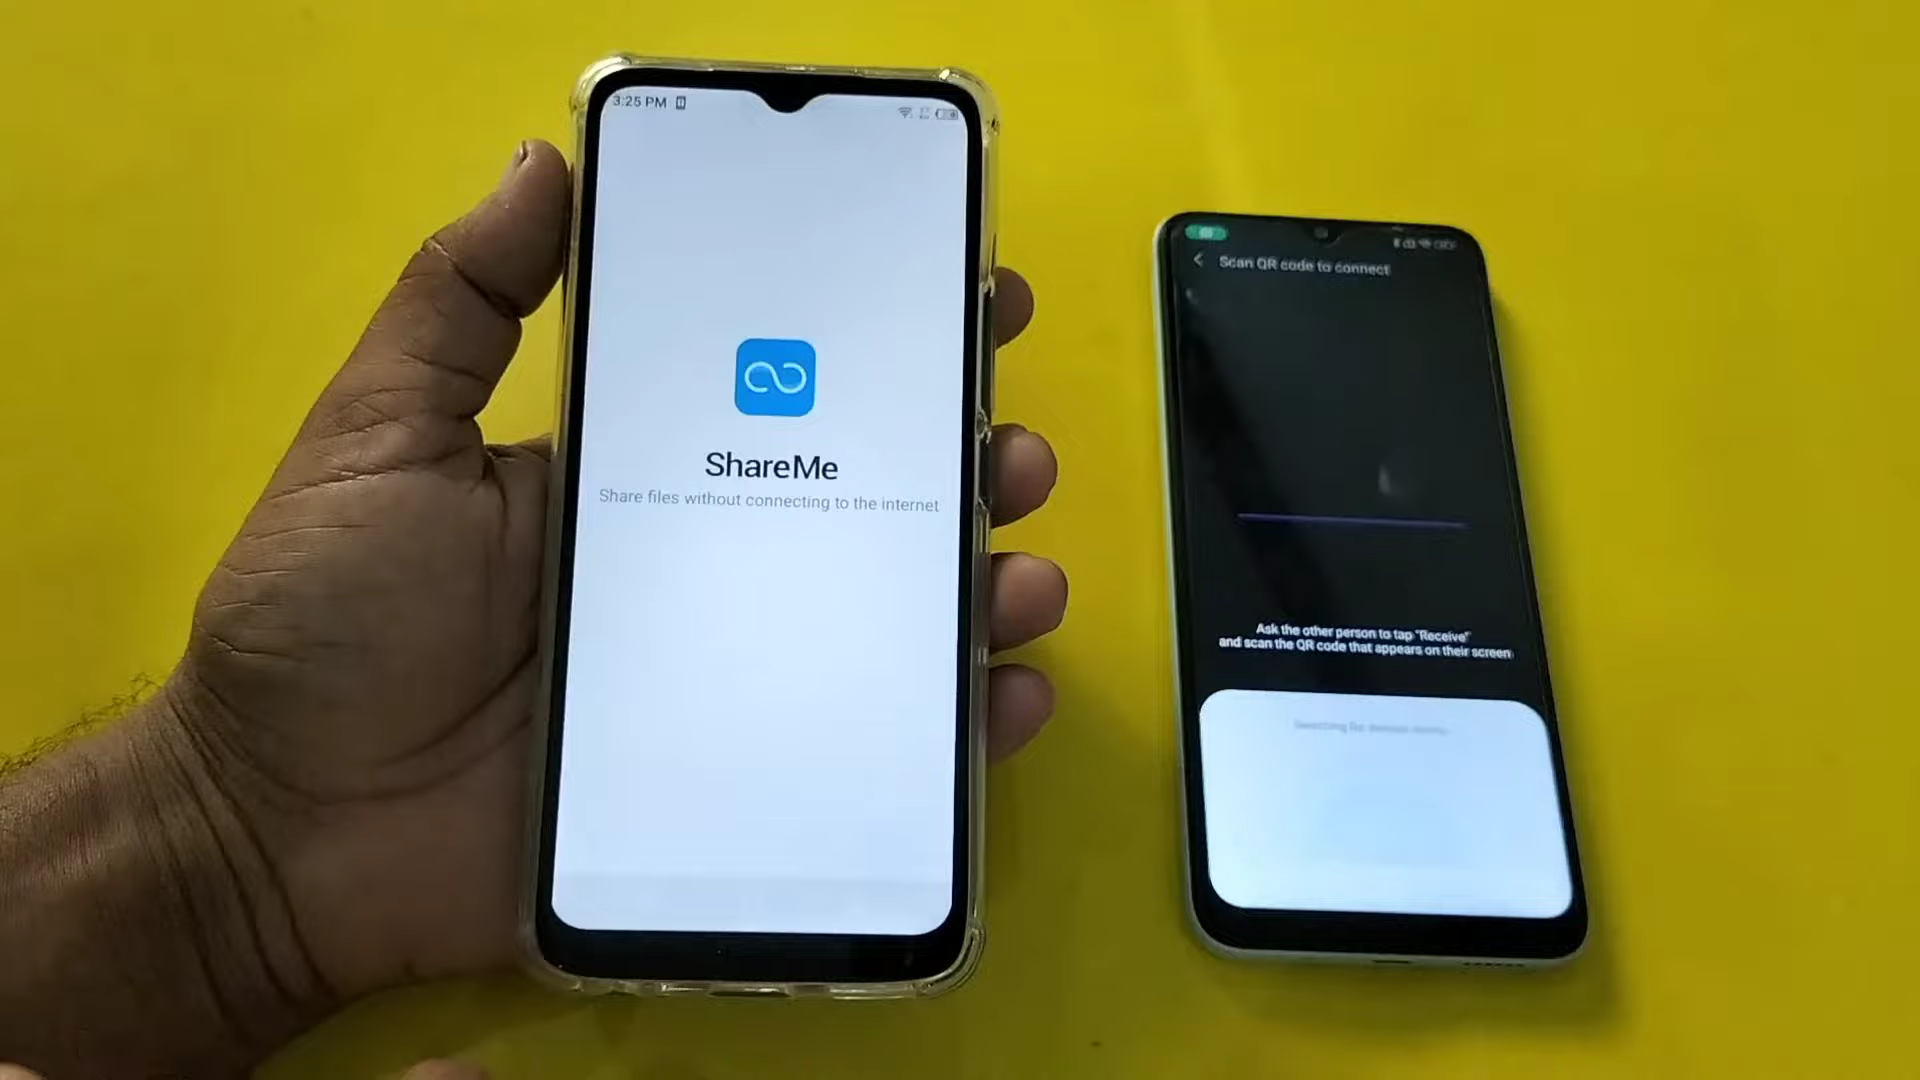 3:25 PM
ShareMe
Share files without connecting to the internet
Scan QR code to connect
Ask the other person to tap "Receive"
and scan the QR code that appears on their screen